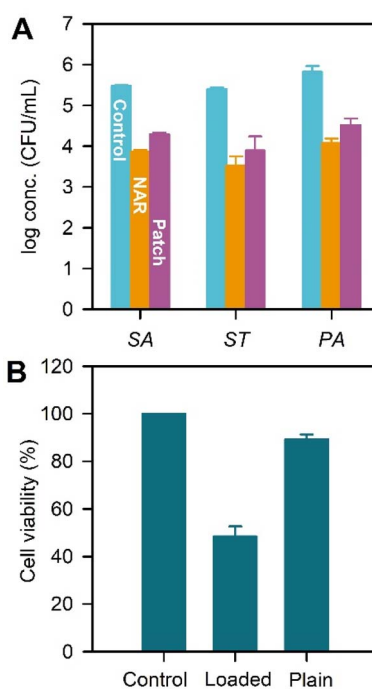 A
log conc. (CFU/mL)
7
6
5
4
3
2
1
0
Control
NAR
Patch
SA
ST
PA
B
Cell viability (%)
120
100
80
60
40
20
0
Control
Loaded
Plain